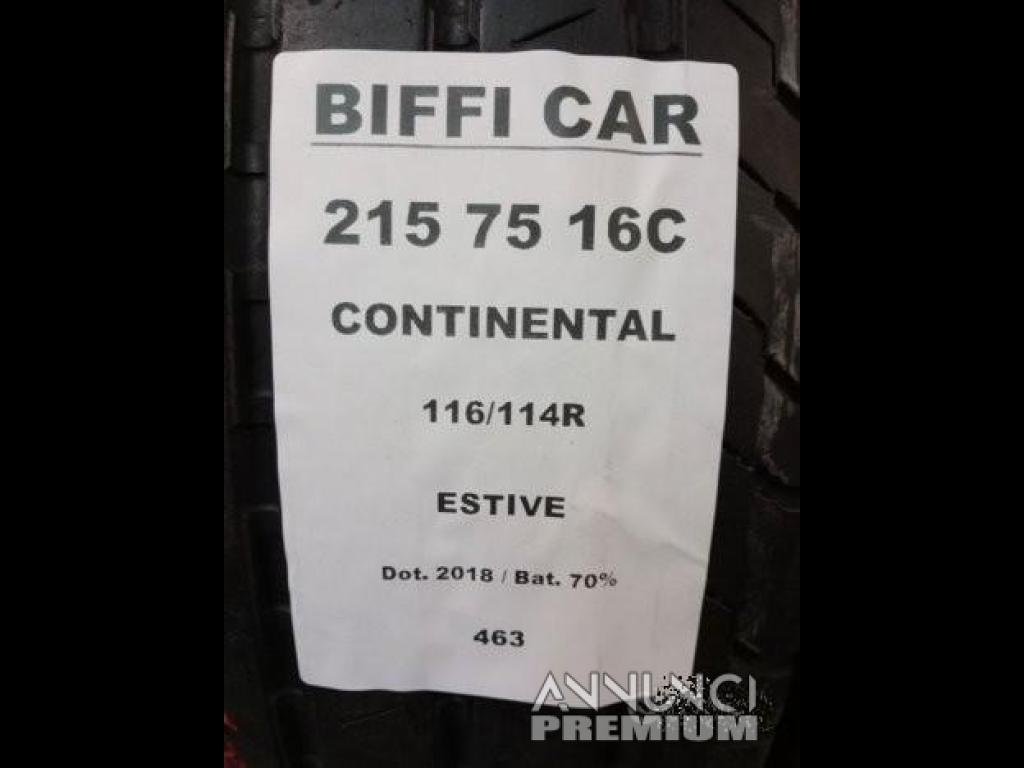 BIFFI CAR
215 75 16C
CONTINENTAL
116/114R
ESTIVE
Dot. 2018 / Bat. 70%
463
ANNUNCI
PREMIUM